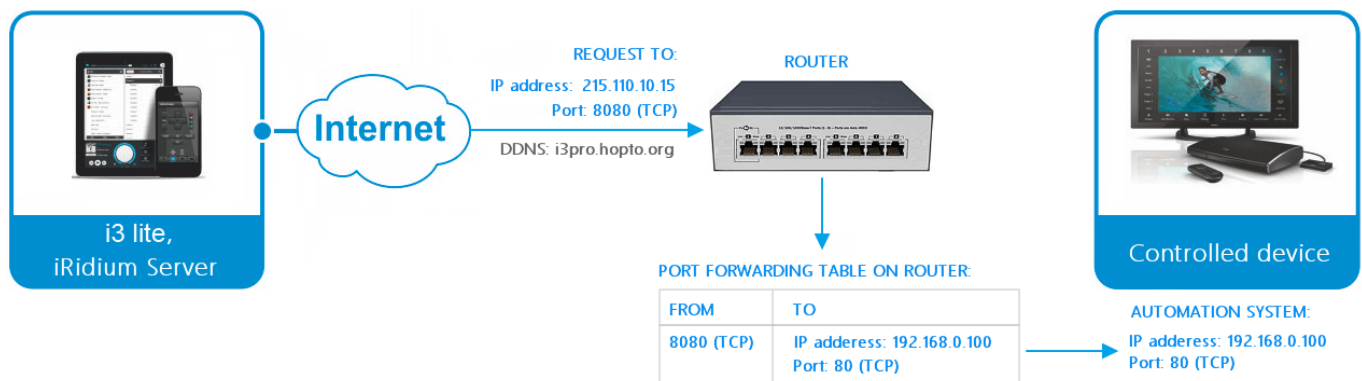 REQUEST TO:
IP address: 215.110.10.15
Port: 8080 (TCP)
DDNS: i3pro.hopto.org
Internet
ROUTER
i3 lite,
iRidium Server
Controlled device
PORT FORWARDING TABLE ON ROUTER:
FROM
TO
8080 (TCP)
IP adderess: 192.168.0.100
Port: 80 (TCP)
AUTOMATION SYSTEM:
IP adderess: 192.168.0.100
Port: 80 (TCP)